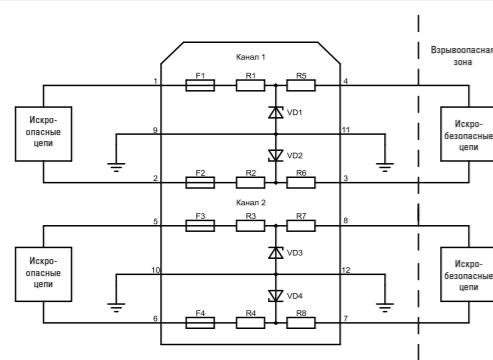 Взрывоопасная
зона
Канал 1
1 F1 R1 R5 4
VD1
Искро-
опасные
цепи
9 11
Искро-
безопасные
цепи
VD2
2 F2 R2 R6 3
Канал 2
5 F3 R3 R7 8
VD3
Искро-
опасные
цепи
10 12
Искро-
безопасные
цепи
VD4
6 F4 R4 R8 7